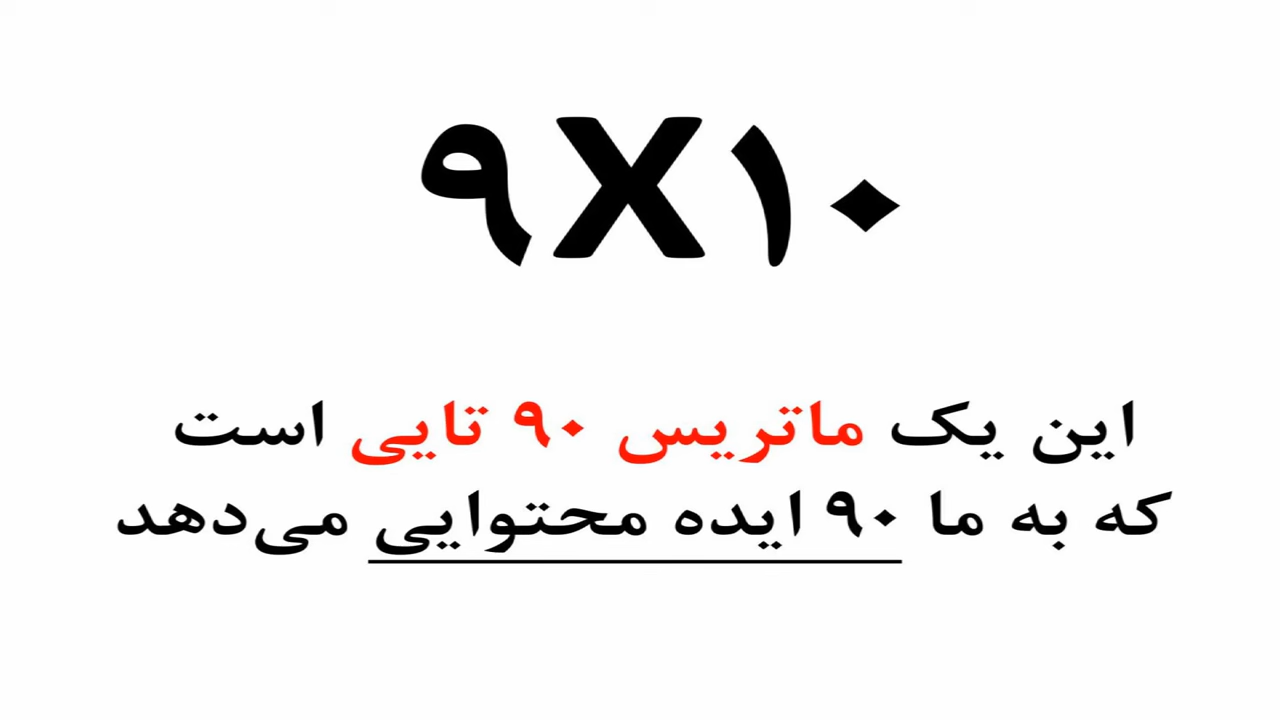 ۹X۱۰
این یک ماتریس ۹۰ تایی است
که به ما ۹۰ ایده محتوایی می‌دهد